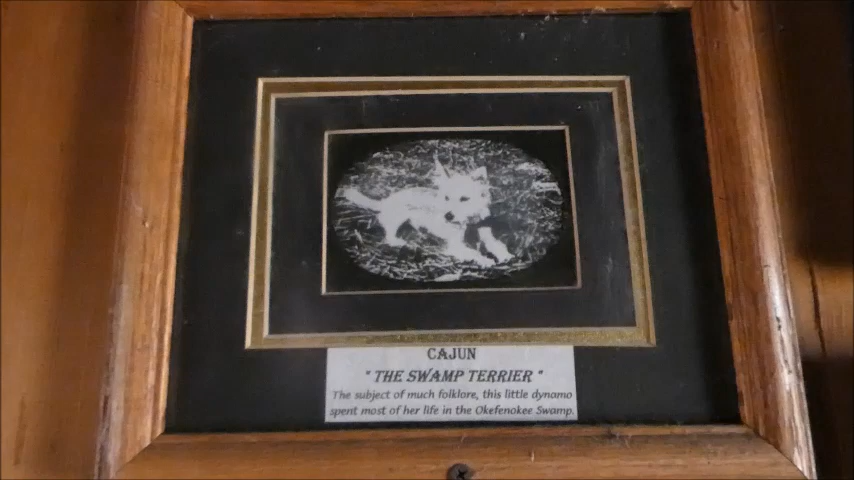 CAJUN
" THE SWAMP TERRIER "
The subject of much folklore, this little dynamo
spent most of her life in the Okefenokee Swamp.